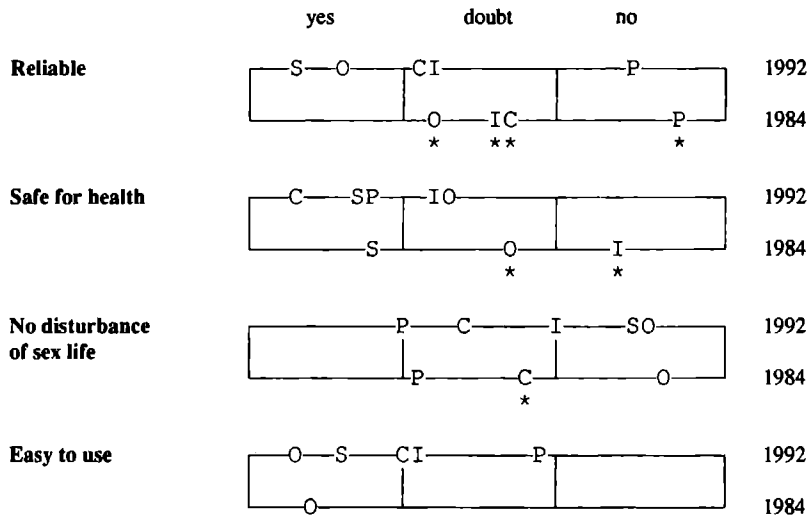 yes doubt no
Reliable S O CI P 1992
O IC P 1984
* ** *
Safe for health C SP IO 1992
S O I 1984
* *
No disturbance P C I SO 1992
of sex life
P C O 1984
*
Easy to use O S CI P 1992
O 1984